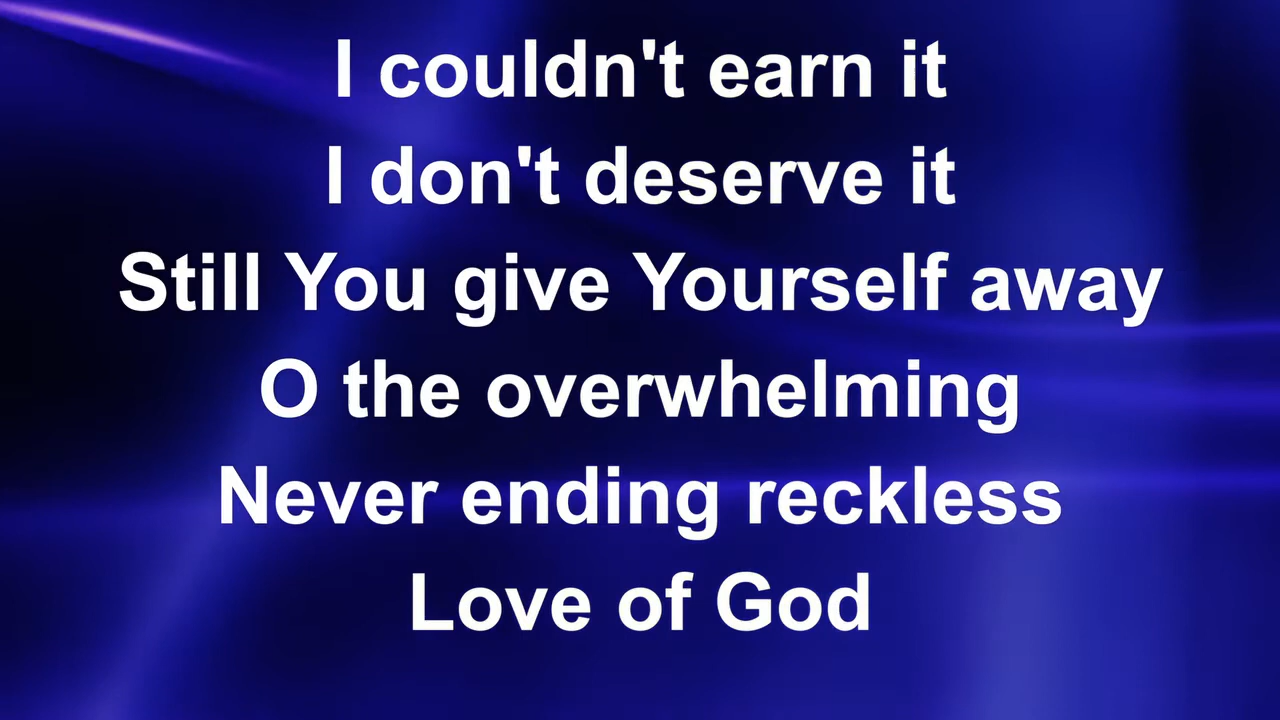 I couldn't earn it
I don't deserve it
Still You give Yourself away
O the overwhelming
Never ending reckless
Love of God